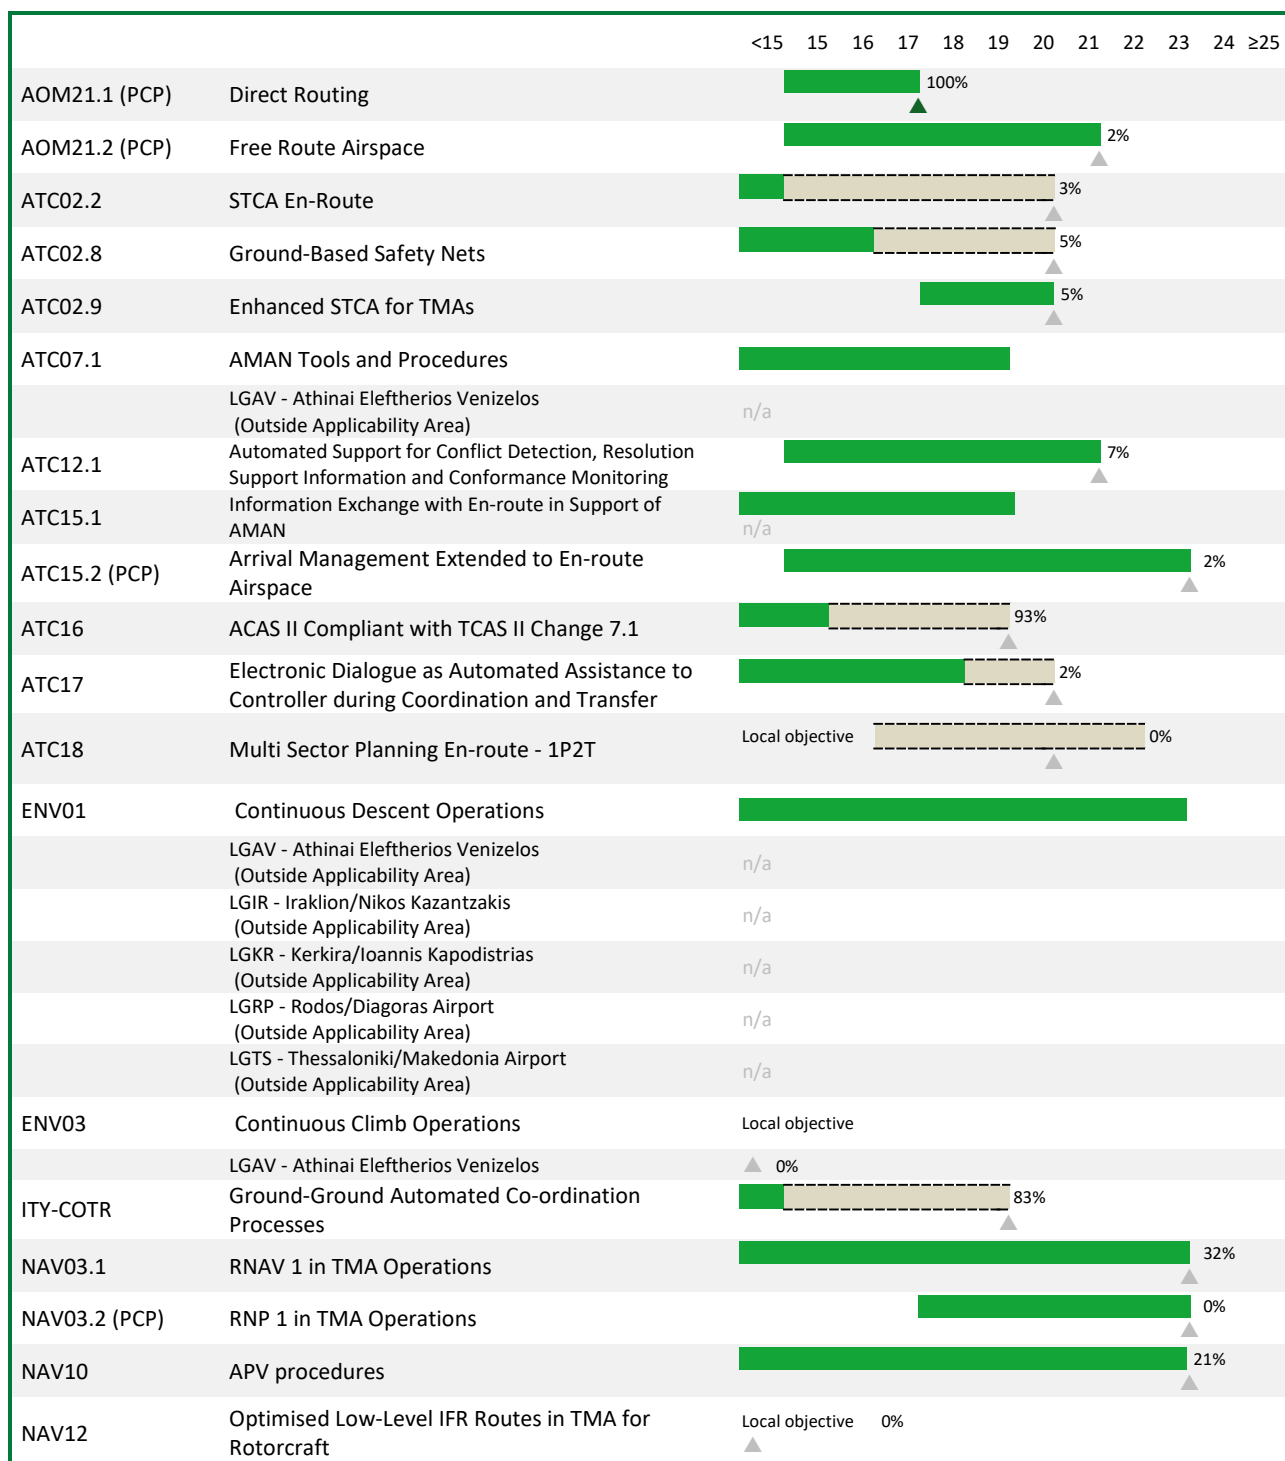 <15 15 16 17 18 19 20 21 22 23 24 ≥25
AOM21.1 (PCP) Direct Routing 100%
AOM21.2 (PCP) Free Route Airspace 2%
ATC02.2 STCA En-Route 3%
ATC02.8 Ground-Based Safety Nets 5%
ATC02.9 Enhanced STCA for TMAs 5%
ATC07.1 AMAN Tools and Procedures
LGAV - Athinai Eleftherios Venizelos
(Outside Applicability Area) n/a
ATC12.1 Automated Support for Conflict Detection, Resolution 7%
Support Information and Conformance Monitoring
ATC15.1 Information Exchange with En-route in Support of
AMAN n/a
ATC15.2 (PCP) Arrival Management Extended to En-route 2%
Airspace
ATC16 ACAS II Compliant with TCAS II Change 7.1 93%
ATC17 Electronic Dialogue as Automated Assistance to 2%
Controller during Coordination and Transfer
ATC18 Multi Sector Planning En-route - 1P2T Local objective 0%
ENV01 Continuous Descent Operations
LGAV - Athinai Eleftherios Venizelos
(Outside Applicability Area) n/a
LGIR - Iraklion/Nikos Kazantzakis
(Outside Applicability Area) n/a
LGKR - Kerkira/Ioannis Kapodistrias
(Outside Applicability Area) n/a
LGRP - Rodos/Diagoras Airport
(Outside Applicability Area) n/a
LGTS - Thessaloniki/Makedonia Airport
(Outside Applicability Area) n/a
ENV03 Continuous Climb Operations Local objective
LGAV - Athinai Eleftherios Venizelos 0%
ITY-COTR Ground-Ground Automated Co-ordination 83%
Processes
NAV03.1 RNAV 1 in TMA Operations 32%
NAV03.2 (PCP) RNP 1 in TMA Operations 0%
NAV10 APV procedures 21%
NAV12 Optimised Low-Level IFR Routes in TMA for Local objective 0%
Rotorcraft